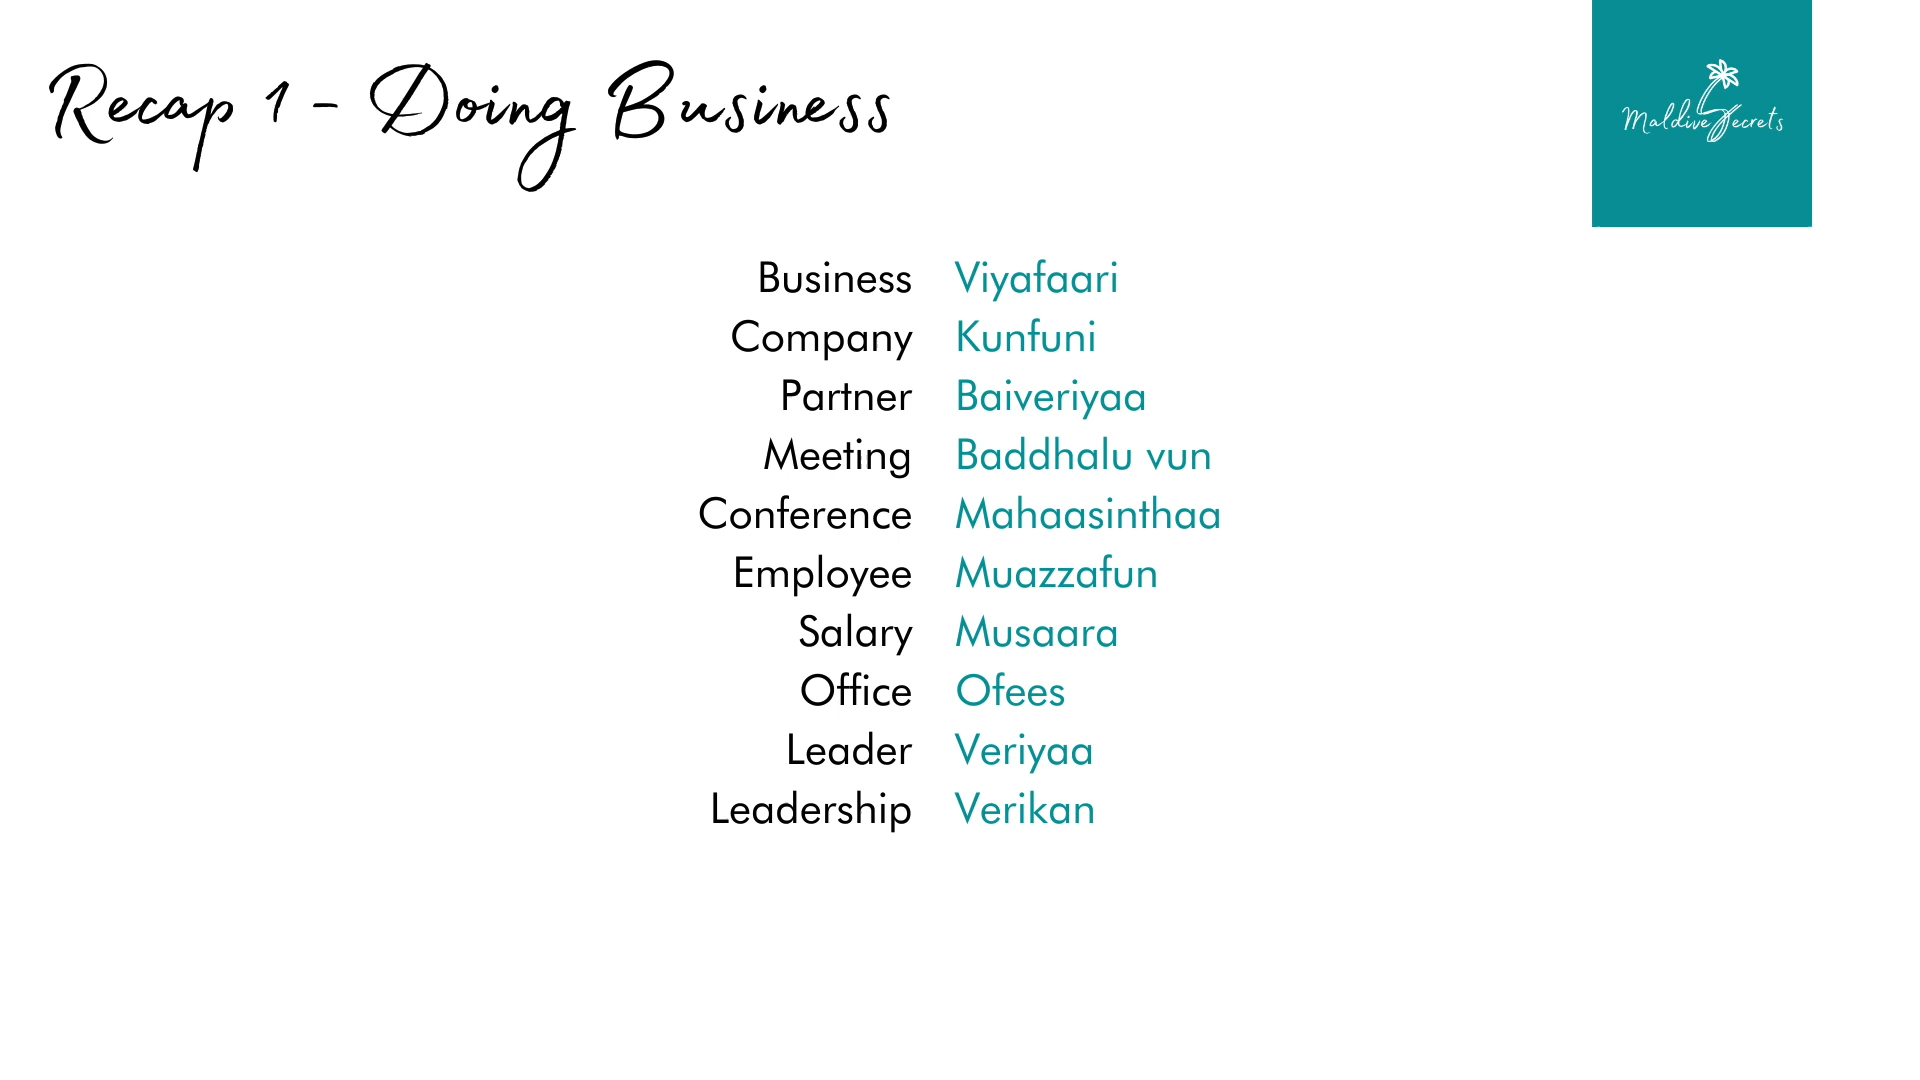 Recap 1 - Doing Business
Maldive Secrets
Business Viyafaari
Company Kunfuni
Partner Baiveriyaa
Meeting Baddhalu vun
Conference Mahaasinthaa
Employee Muazzafun
Salary Musaara
Office Ofees
Leader Veriyaa
Leadership Verikan